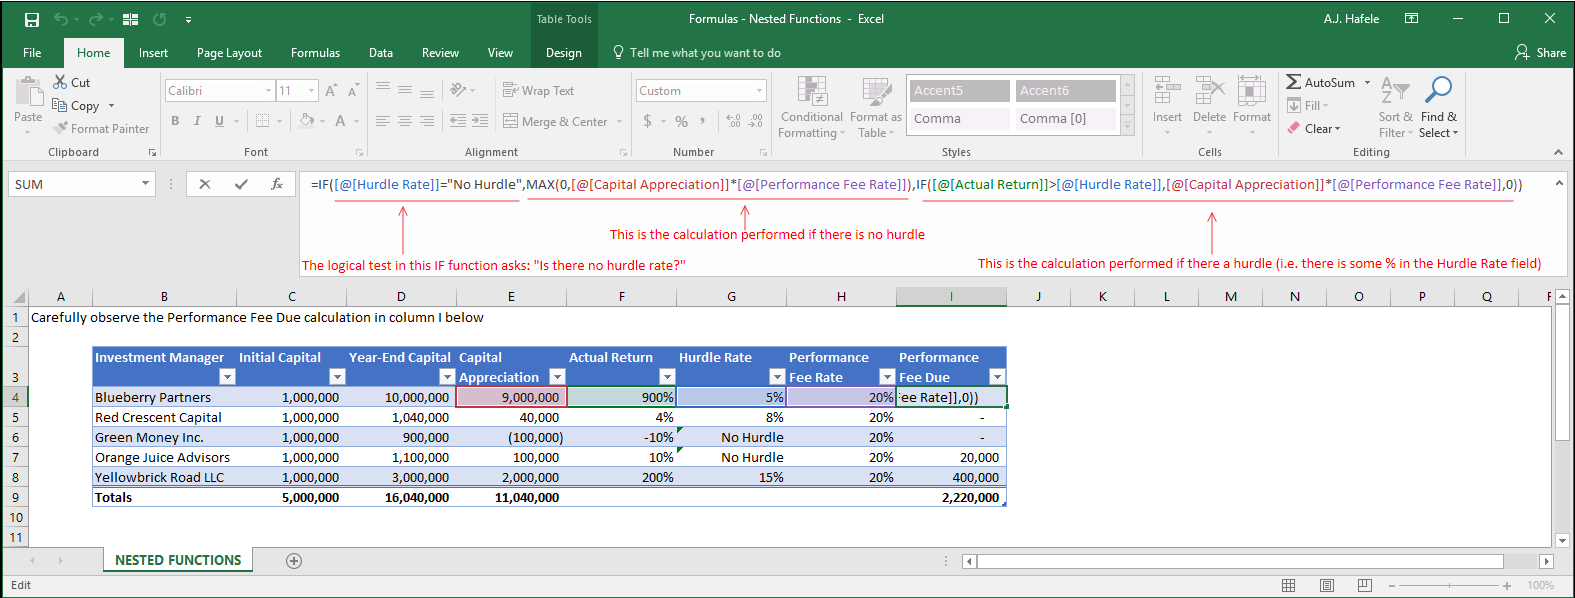 Table Tools
Formulas - Nested Functions - Excel
A.J. Hafele
File Home Insert Page Layout Formulas Data Review View Design Tell me what you want to do Share
Paste
Cut
Copy
Format Painter
Clipboard
Calibri 11
B I U A
Font
Wrap Text
Merge & Center
Alignment
Custom
$ % ,
Number
Conditional Formatting
Format as Table
Accent5 Accent6
Comma Comma [0]
Styles
Insert Delete Format
Cells
AutoSum
Fill
Clear
Sort & Filter
Find & Select
Editing
SUM
fx
=IF([@[Hurdle Rate]]="No Hurdle",MAX(0,[@[Capital Appreciation]]*[@[Performance Fee Rate]]),IF([@[Actual Return]]>[@[Hurdle Rate]],[@[Capital Appreciation]]*[@[Performance Fee Rate]],0))
This is the calculation performed if there is no hurdle
The logical test in this IF function asks: "Is there no hurdle rate?"
This is the calculation performed if there a hurdle (i.e. there is some % in the Hurdle Rate field)
A B C D E F G H I J K L M N O P Q
1 Carefully observe the Performance Fee Due calculation in column I below
2
Investment Manager Initial Capital Year-End Capital Capital Actual Return Hurdle Rate Performance Performance
3 Appreciation Fee Rate Fee Due
4 Blueberry Partners 1,000,000 10,000,000 9,000,000 900% 5% 20% ee Rate]],0))
5 Red Crescent Capital 1,000,000 1,040,000 40,000 4% 8% 20% -
6 Green Money Inc. 1,000,000 900,000 (100,000) -10% No Hurdle 20% -
7 Orange Juice Advisors 1,000,000 1,100,000 100,000 10% No Hurdle 20% 20,000
8 Yellowbrick Road LLC 1,000,000 3,000,000 2,000,000 200% 15% 20% 400,000
9 Totals 5,000,000 16,040,000 11,040,000 2,220,000
10
11
NESTED FUNCTIONS
Edit
100%